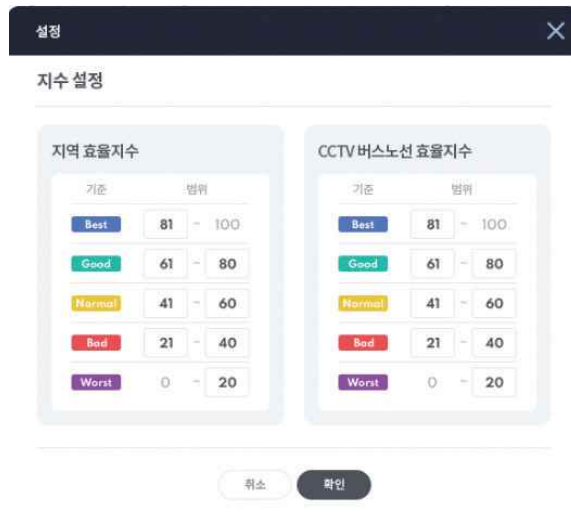 설정
지수 설정
지역 효율지수
기준 범위
Best 81 ~ 100
Good 61 ~ 80
Normal 41 ~ 60
Bad 21 ~ 40
Worst 0 ~ 20
CCTV 버스노선 효율지수
기준 범위
Best 81 ~ 100
Good 61 ~ 80
Normal 41 ~ 60
Bad 21 ~ 40
Worst 0 ~ 20
취소 확인